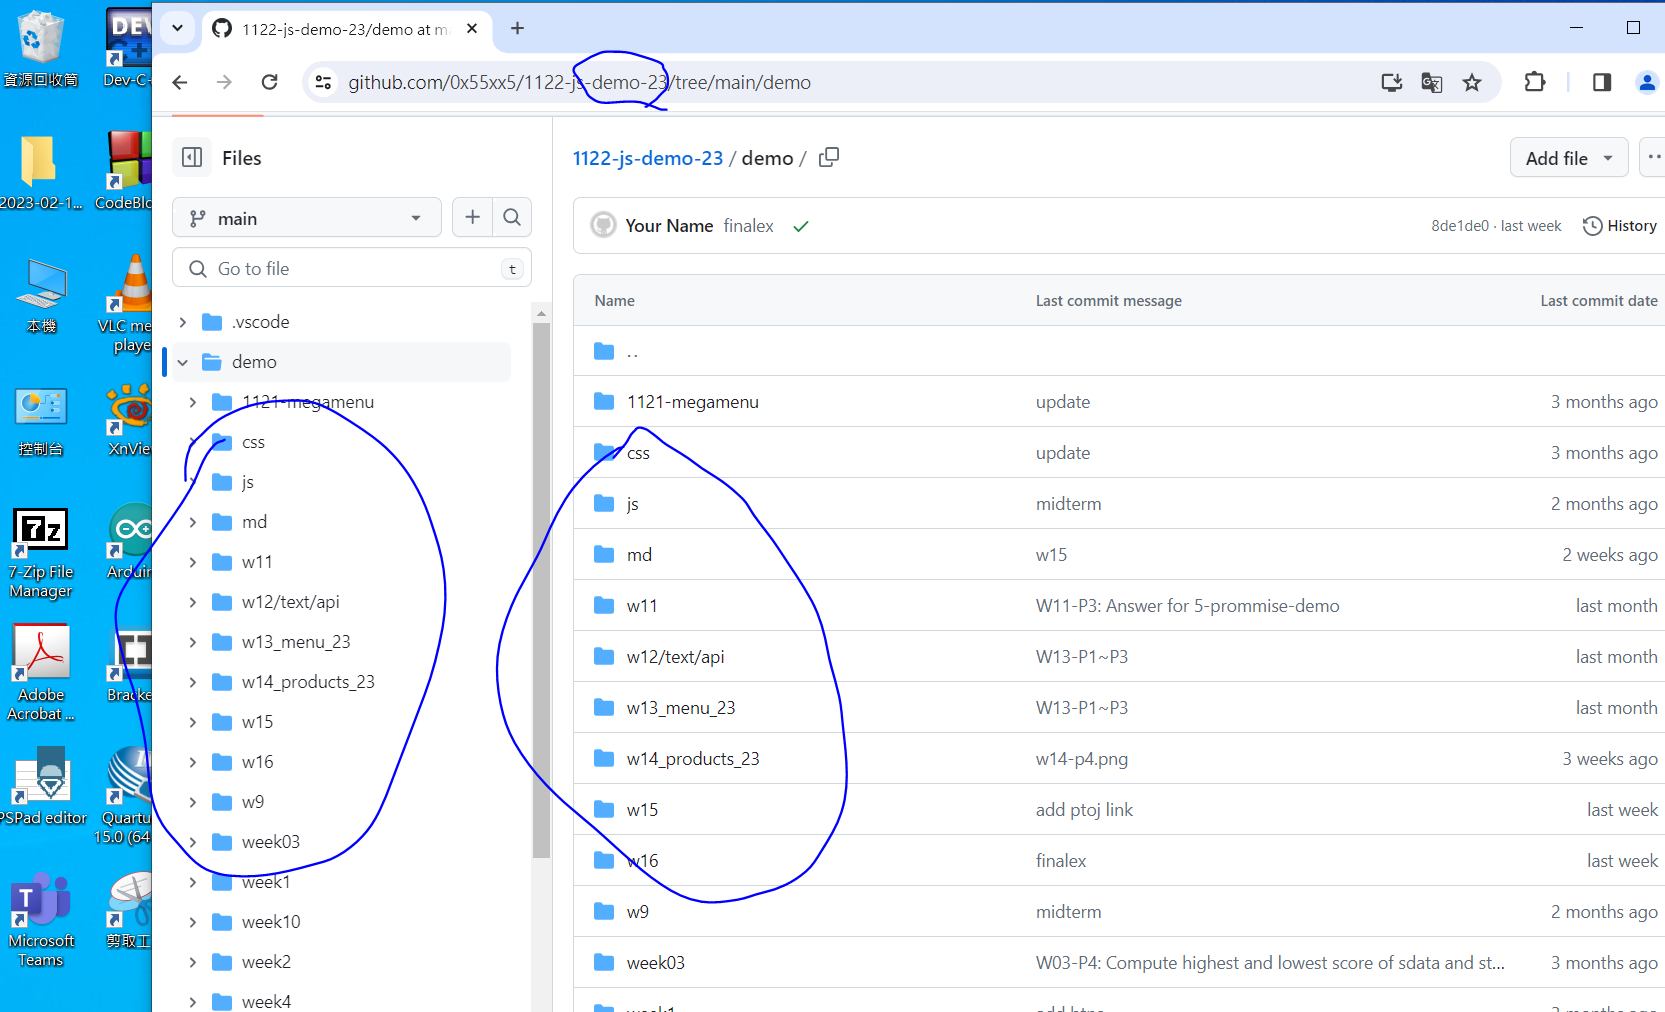 資源回收筒
Dev-C-
2023-02-1...
CodeBlo
本機
VLC me
playe
控制台
XnVie
7-Zip File
Manager
Arduin
Adobe
Acrobat ...
Bracke
PSPad editor
Quartu
15.0 (64
Microsoft
Teams
剪取工
1122-js-demo-23/demo at m
github.com/0x55xx5/1122-js-demo-23/tree/main/demo
Files
main
Go to file
t
.vscode
demo
1121-megamenu
css
js
md
w11
w12/text/api
w13_menu_23
w14_products_23
w15
w16
w9
week03
week1
week10
week2
week4
1122-js-demo-23 / demo /
Add file
Your Name finalex
8de1de0 · last week
History
Name Last commit message Last commit date
..
1121-megamenu update 3 months ago
css update 3 months ago
js midterm 2 months ago
md w15 2 weeks ago
w11 W11-P3: Answer for 5-prommise-demo last month
w12/text/api W13-P1~P3 last month
w13_menu_23 W13-P1~P3 last month
w14_products_23 w14-p4.png 3 weeks ago
w15 add ptoj link last week
w16 finalex last week
w9 midterm 2 months ago
week03 W03-P4: Compute highest and lowest score of sdata and st... 3 months ago